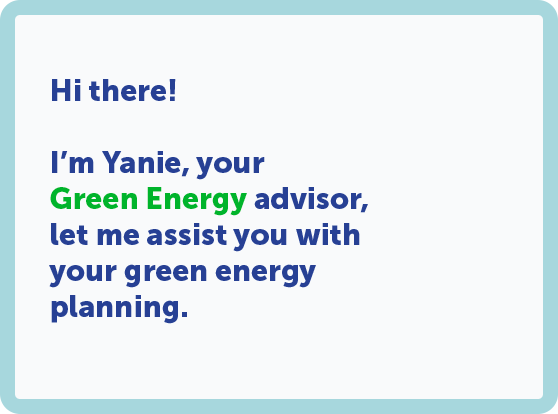 Hi there!
I’m Yanie, your
Green Energy advisor,
let me assist you with
your green energy
planning.